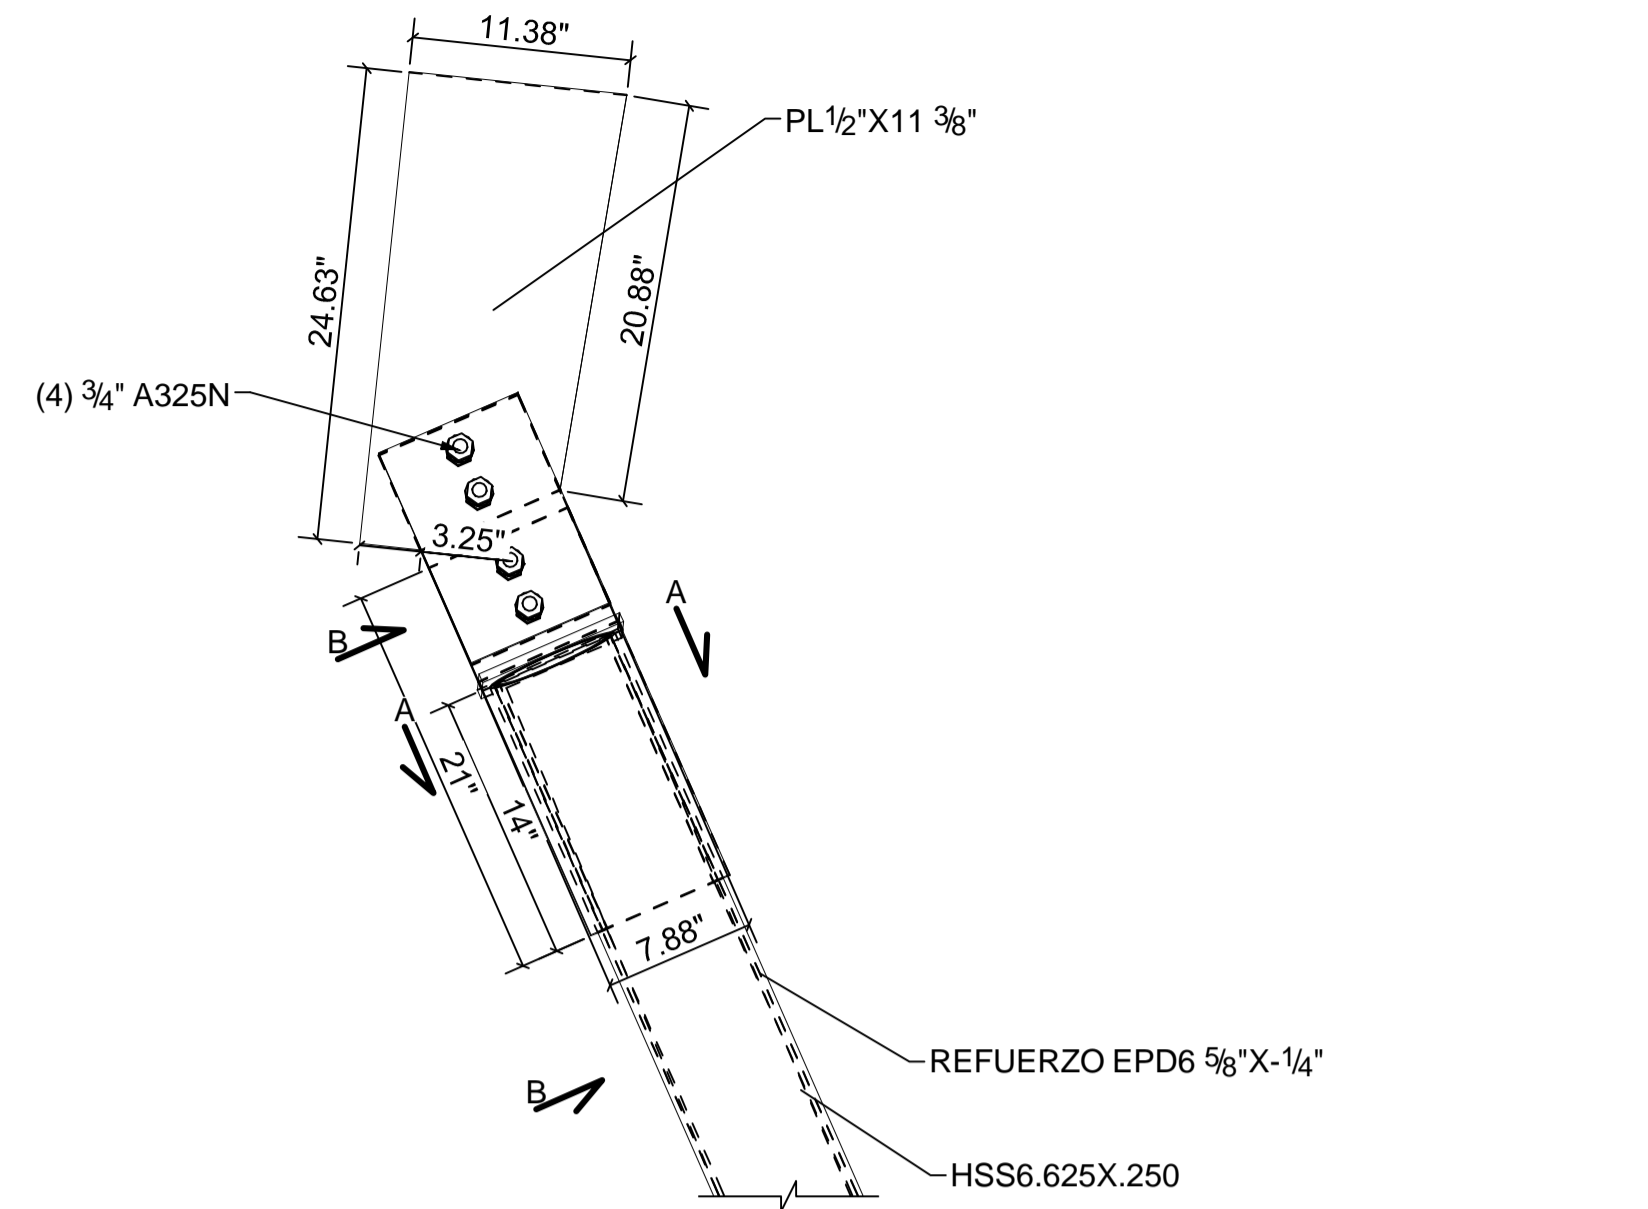 11.38"
PL1/2"X11 3/8"
24.63"
20.88"
(4) 3/4" A325N
3.25"
A
B
A
21"
14"
7.88"
REFUERZO EPD6 5/8"X-1/4"
B
HSS6.625X.250